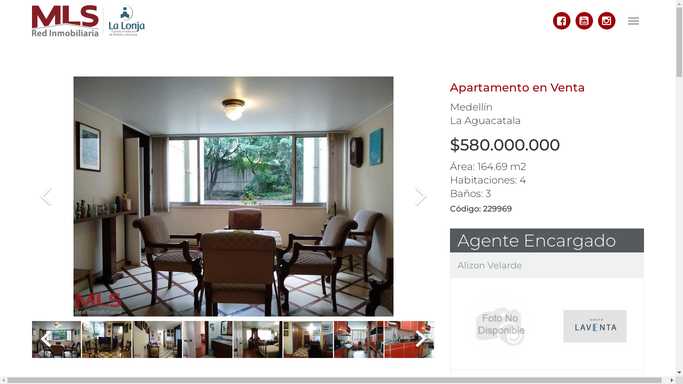 MLS
Red Inmobiliaria
La Lonja
Apartamento en Venta
Medellín
La Aguacatala
$580.000.000
Área: 164.69 m2
Habitaciones: 4
Baños: 3
Código: 229969
Agente Encargado
Alizon Velarde
MLS
Foto No
Disponible
LAVENTA